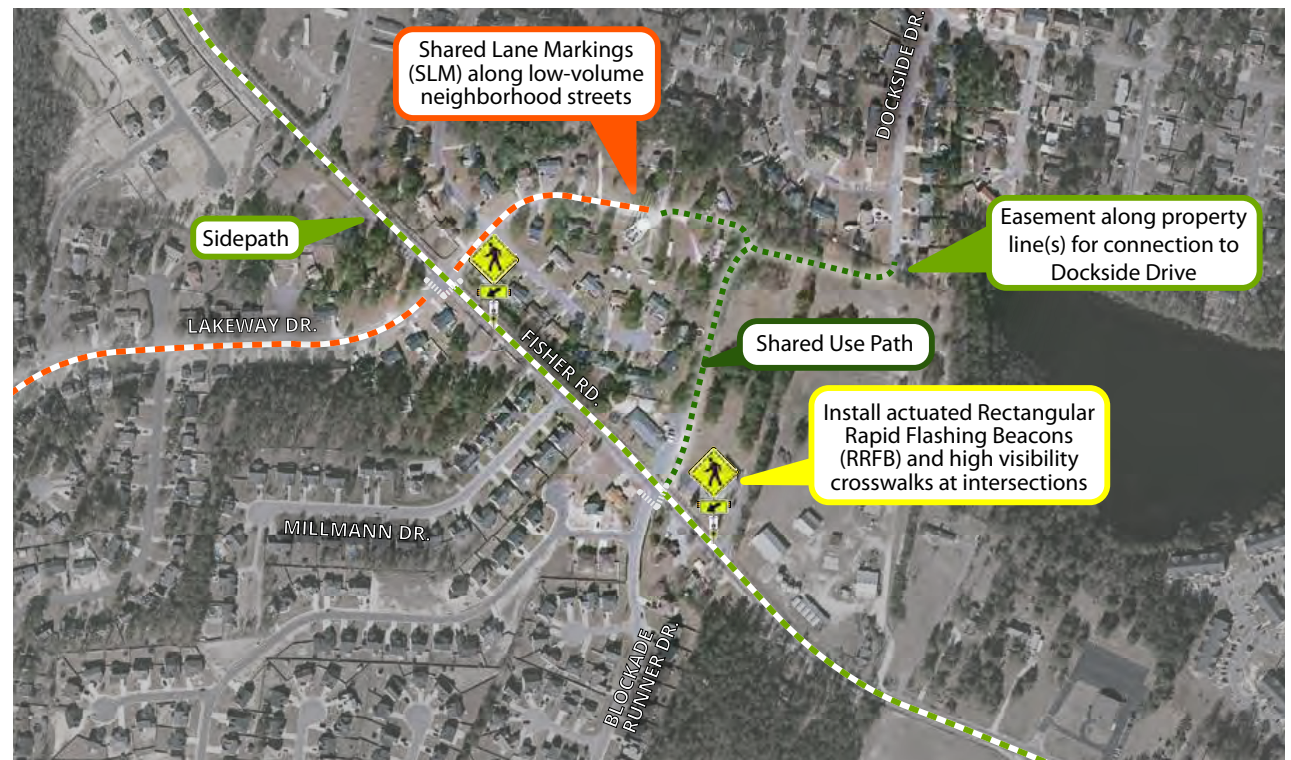 Shared Lane Markings
(SLM) along low-volume
neighborhood streets
DOCKSIDE DR.
Sidepath
Easement along property
line(s) for connection to
Dockside Drive
LAKEWAY DR.
FISHER RD.
Shared Use Path
Install actuated Rectangular
Rapid Flashing Beacons
(RRFB) and high visibility
crosswalks at intersections
MILLMANN DR.
BLOCKADE
RUNNER DR.